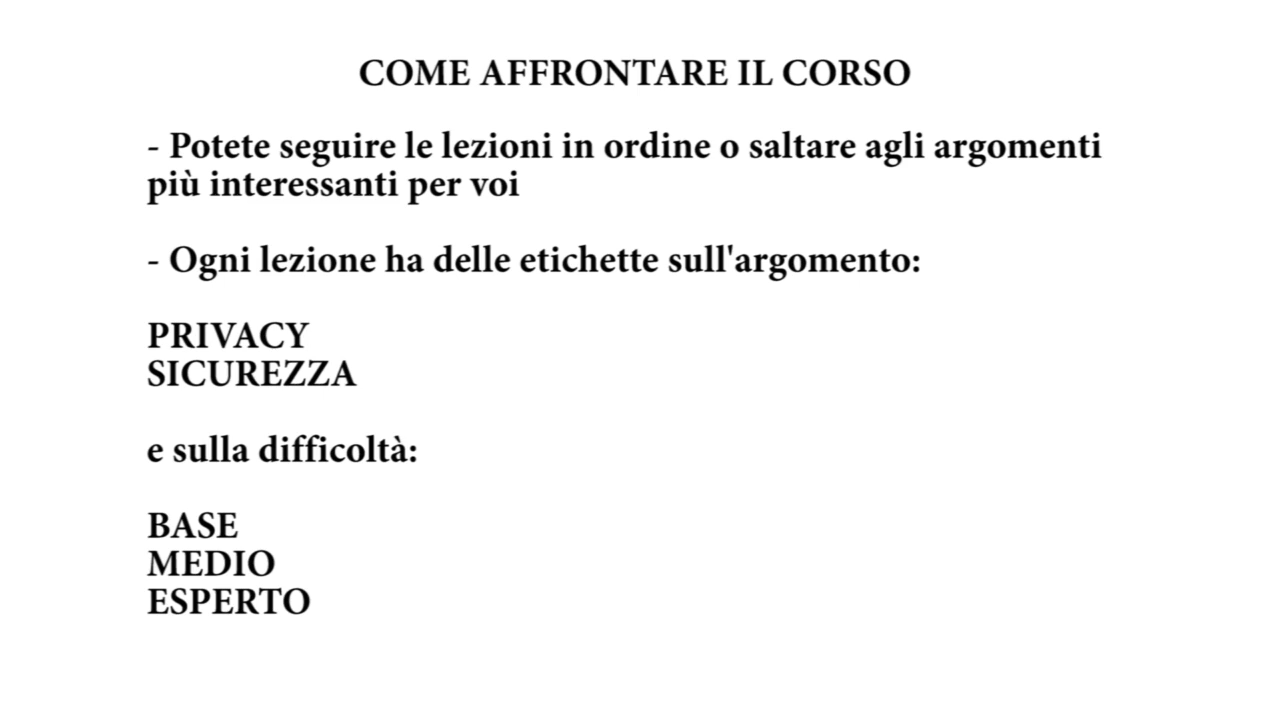 COME AFFRONTARE IL CORSO
- Potete seguire le lezioni in ordine o saltare agli argomenti
più interessanti per voi
- Ogni lezione ha delle etichette sull'argomento:
PRIVACY
SICUREZZA
e sulla difficoltà:
BASE
MEDIO
ESPERTO